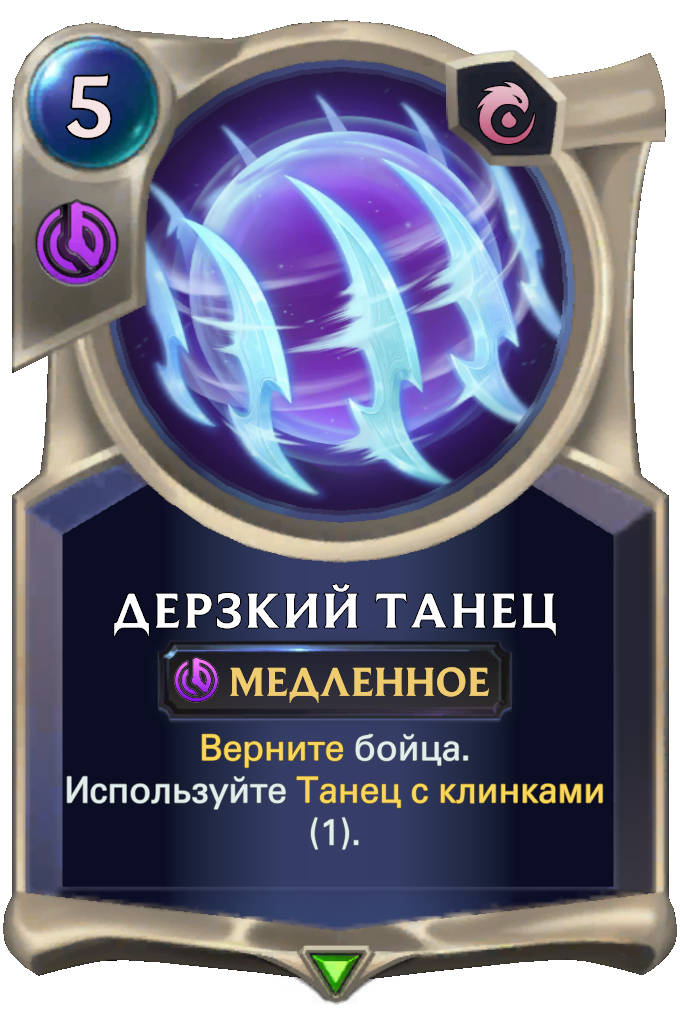 5
ДЕРЗКИЙ ТАНЕЦ
МЕДЛЕННОЕ
Верните бойца.
Используйте Танец с клинками
(1).